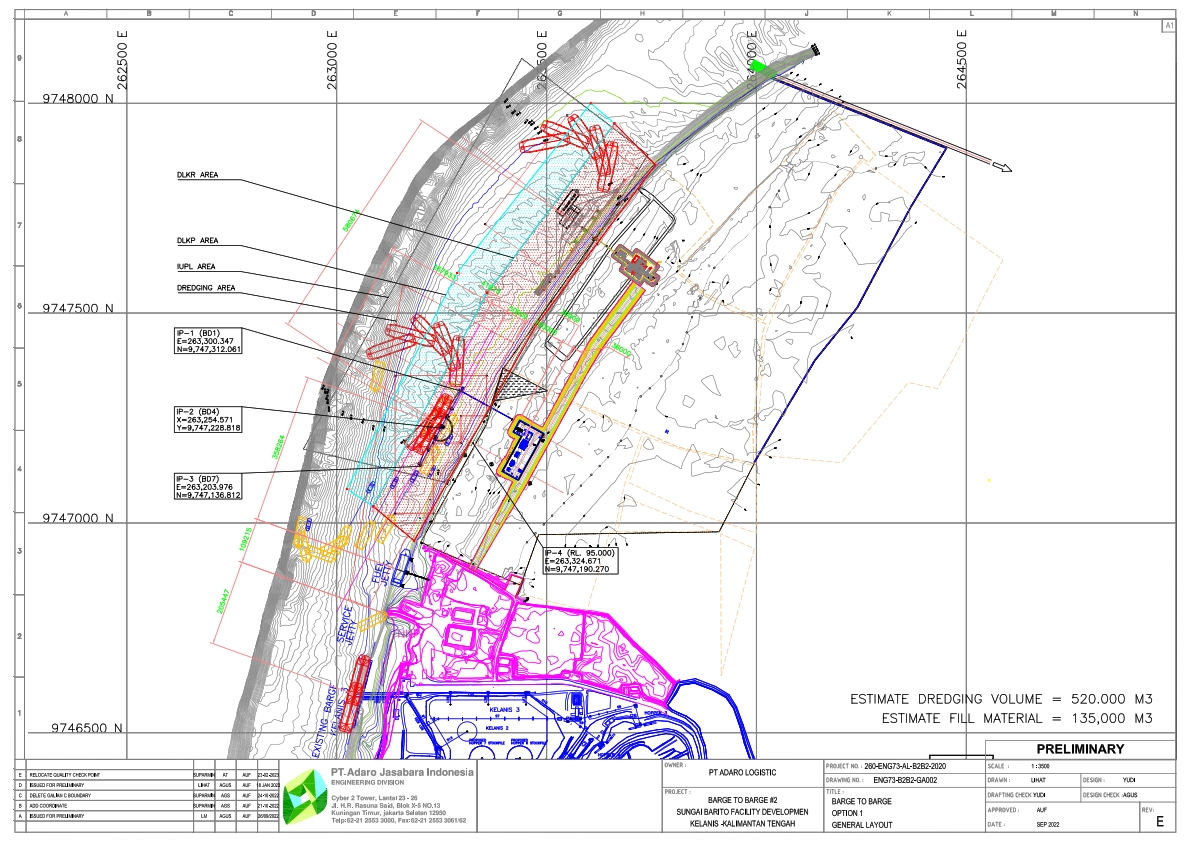 A B C D E F G H I J K L M N
A1
262500 E
263000 E
264500 E
9748000 N
9747500 N
9747000 N
9746500 N
9
8
7
6
5
4
3
2
1
DLKR AREA
DLKP AREA
IUPL AREA
DREDGING AREA
IP-1 (BD1)
E=263,300.347
N=9,747,312.061
IP-2 (BD4)
X=263,254.571
Y=9,747,228.818
IP-3 (BD7)
E=263,203.976
N=9,747,136.812
IP-4 (RL. 95.000)
E=263,324.671
N=9,747,190.270
358264
109215
205447
FUEL
JETTY
SERVICE
JETTY
EXISTING BARGE
KELANIS 3
KELANIS 3
KELANIS 2
ESTIMATE DREDGING VOLUME = 520.000 M3
ESTIMATE FILL MATERIAL = 135,000 M3
PRELIMINARY
E RELOCATE QUALITY CHECK POINT SUPARMIN AT AUF 23-02-2023
D ISSUED FOR PRELIMINARY LIHAT AGUS AUF
C DELETE GALIAN C BOUNDARY SUPARMIN AGS AUF 24-10-2022
B ADD COORDINATE SUPARMIN AGS AUF 21-10-2022
A ISSUED FOR PRELIMINARY LM AGUS AUF
PT.Adaro Jasabara Indonesia
ENGINEERING DIVISION
Cyber 2 Tower, Lantai 23 - 26
Jl. H.R. Rasuna Said, Blok X-5 NO.13
Kuningan Timur, jakarta Selatan 12950
Telp:62-21 2553 3000, Fax:62-21 2553 3061/62
OWNER :
PT ADARO LOGISTIC
PROJECT :
BARGE TO BARGE #2
SUNGAI BARITO FACILITY DEVELOPMEN
KELANIS -KALIMANTAN TENGAH
PROJECT NO. : 260-ENG73-AL-B2B2-2020
DRAWING NO. : ENG73-B2B2-GA002
TITLE :
BARGE TO BARGE
OPTION 1
GENERAL LAYOUT
SCALE : 1 :3500
DRAWN : LIHAT DESIGN : YUDI
DRAFTING CHECK :YUDI DESIGN CHECK :AGUS
APPROVED : AUF
DATE : SEP 2022
REV:
E